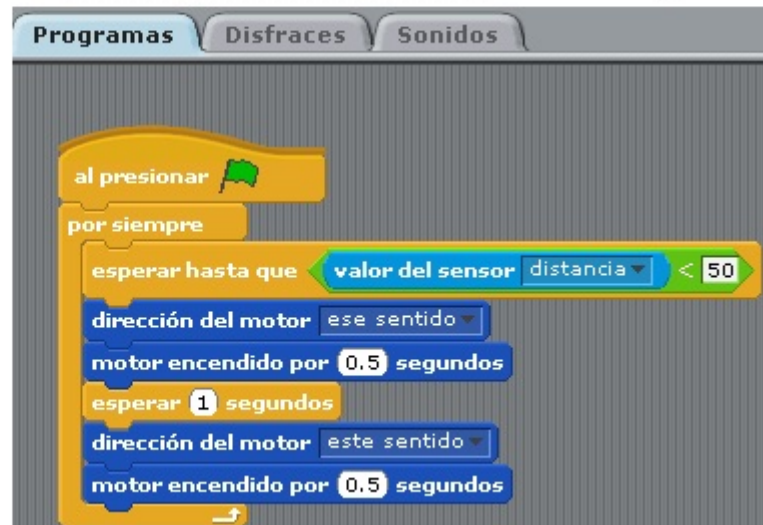 Programas Disfraces Sonidos
al presionar
por siempre
esperar hasta que valor del sensor distancia < 50
dirección del motor ese sentido
motor encendido por 0.5 segundos
esperar 1 segundos
dirección del motor este sentido
motor encendido por 0.5 segundos